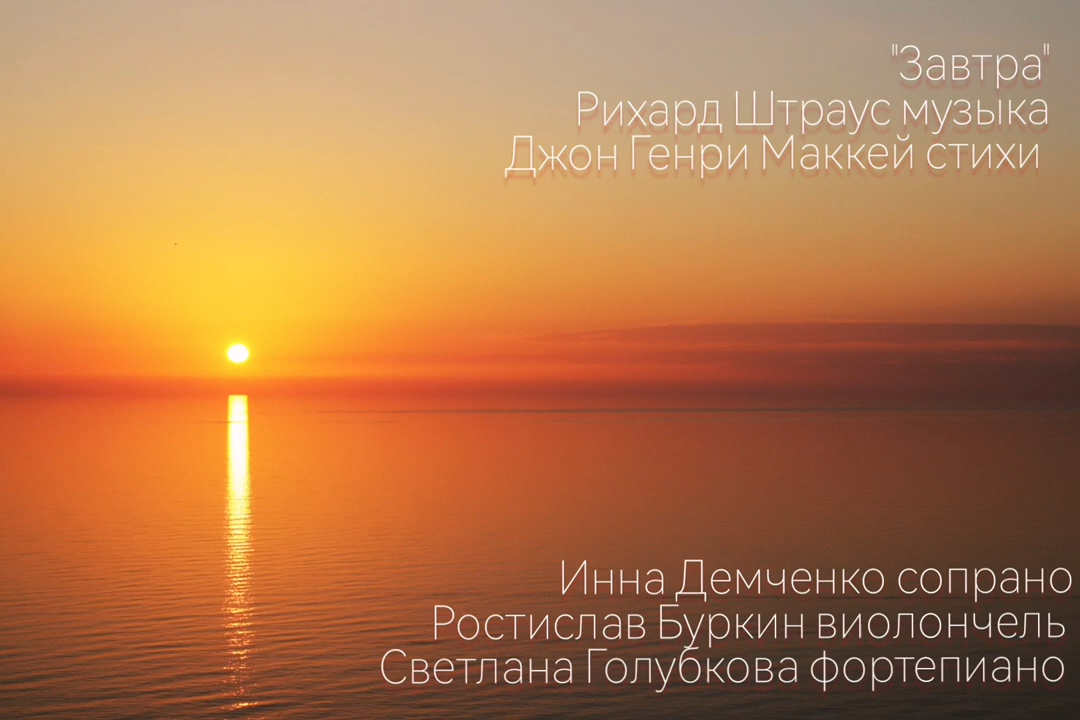 "Завтра"
Рихард Штраус музыка
Джон Генри Маккей стихи
Инна Демченко сопрано
Ростислав Буркин виолончель
Светлана Голубкова фортепиано